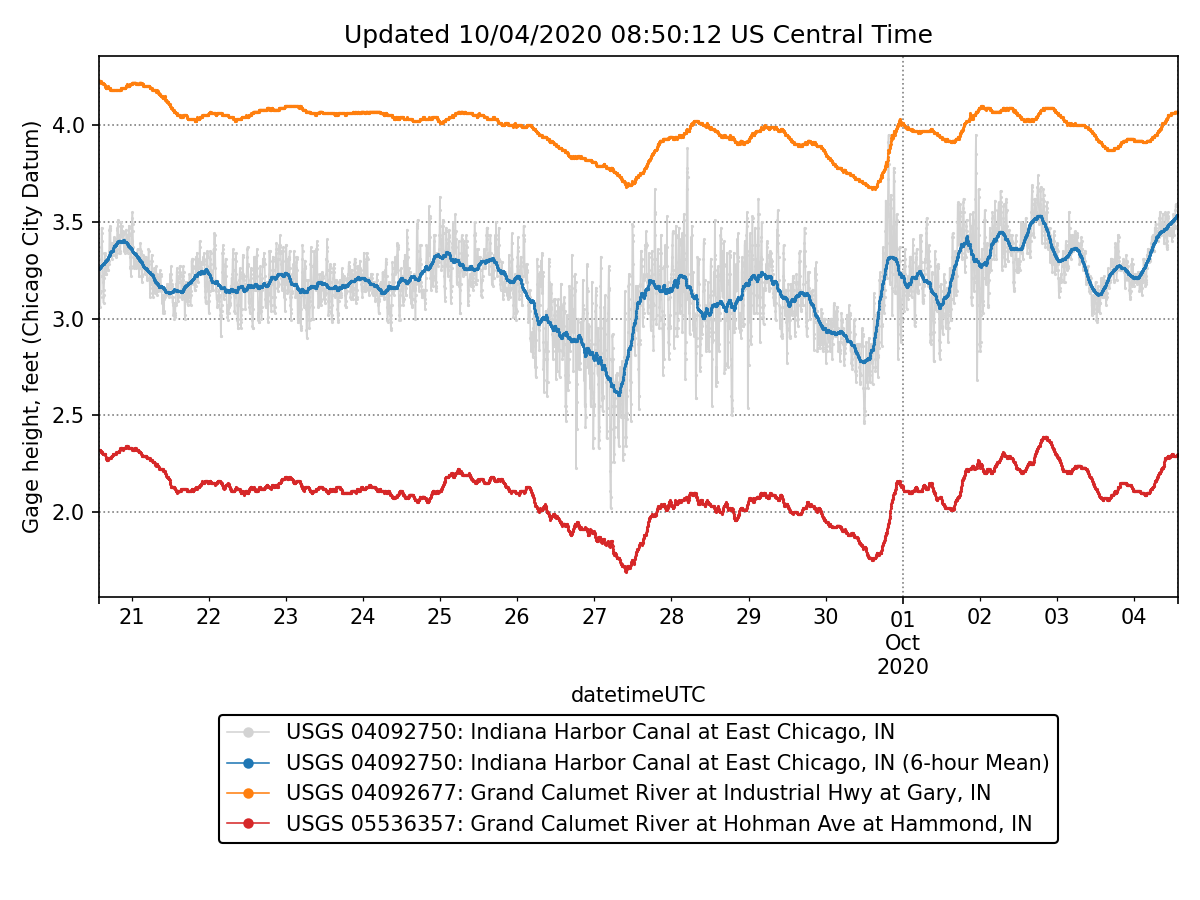 Updated 10/04/2020 08:50:12 US Central Time
Gage height, feet (Chicago City Datum)
4.0
3.5
3.0
2.5
2.0
21 22 23 24 25 26 27 28 29 30 01 02 03 04
Oct
2020
datetimeUTC
USGS 04092750: Indiana Harbor Canal at East Chicago, IN
USGS 04092750: Indiana Harbor Canal at East Chicago, IN (6-hour Mean)
USGS 04092677: Grand Calumet River at Industrial Hwy at Gary, IN
USGS 05536357: Grand Calumet River at Hohman Ave at Hammond, IN